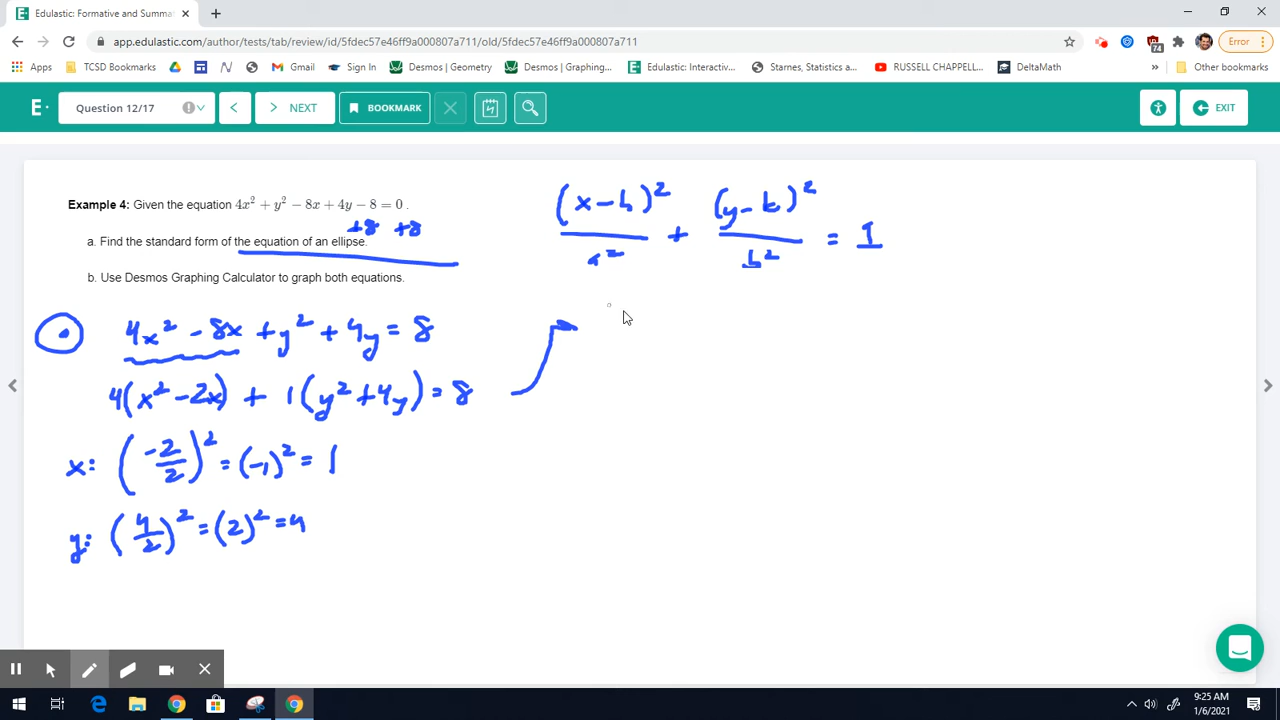 Edulastic: Formative and Summa
app.edulastic.com/author/tests/tab/review/id/5fdec57e46ff9a000807a711/old/5fdec57e46ff9a000807a711
74
Error
Apps TCSD Bookmarks Gmail Sign In Desmos | Geometry Desmos | Graphing... Edulastic: Interactiv... Starnes, Statistics a... RUSSELL CHAPPELL... DeltaMath » Other bookmarks
E Question 12/17 NEXT BOOKMARK EXIT
Example 4: Given the equation 4x² + y² − 8x + 4y − 8 = 0 .
+8 +8
a. Find the standard form of the equation of an ellipse.
b. Use Desmos Graphing Calculator to graph both equations.
(x-h)²/a² + (y-k)²/b² = 1
4x² - 8x + y² + 4y = 8
4(x² - 2x) + 1(y² + 4y) = 8
x: (-2/2)² = (-1)² = 1
y: (4/2)² = (2)² = 4
9:25 AM
1/6/2021